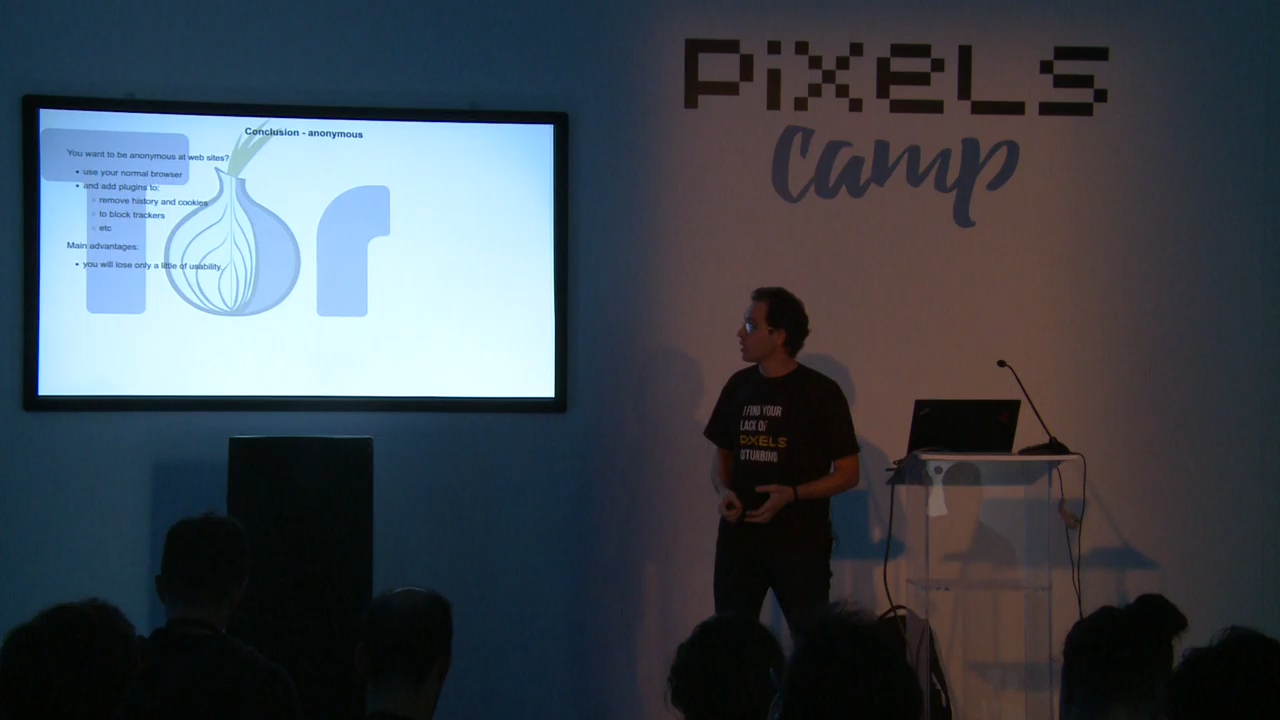 Conclusion - anonymous
You want to be anonymous at web sites?
• use your normal browser
• and add plugins to:
◦ remove history and cookies
◦ to block trackers
◦ etc
Main advantages:
• you will lose only a little of usability.
Tor
PIXELS
camp
I FIND YOUR
LACK OF
PIXELS
DISTURBING